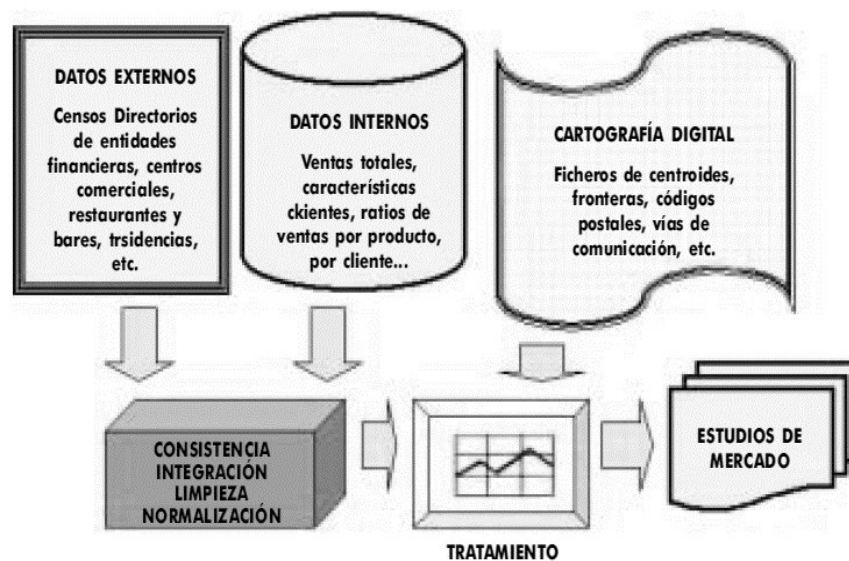 DATOS EXTERNOS
Censos Directorios
de entidades
financieras, centros
comerciales,
restaurantes y
bares, trsidencias,
etc.
DATOS INTERNOS
Ventas totales,
características
ckientes, ratios de
ventas por producto,
por cliente...
CARTOGRAFÍA DIGITAL
Ficheros de centroides,
fronteras, códigos
postales, vías de
comunicación, etc.
CONSISTENCIA
INTEGRACIÓN
LIMPIEZA
NORMALIZACIÓN
TRATAMIENTO
ESTUDIOS DE
MERCADO